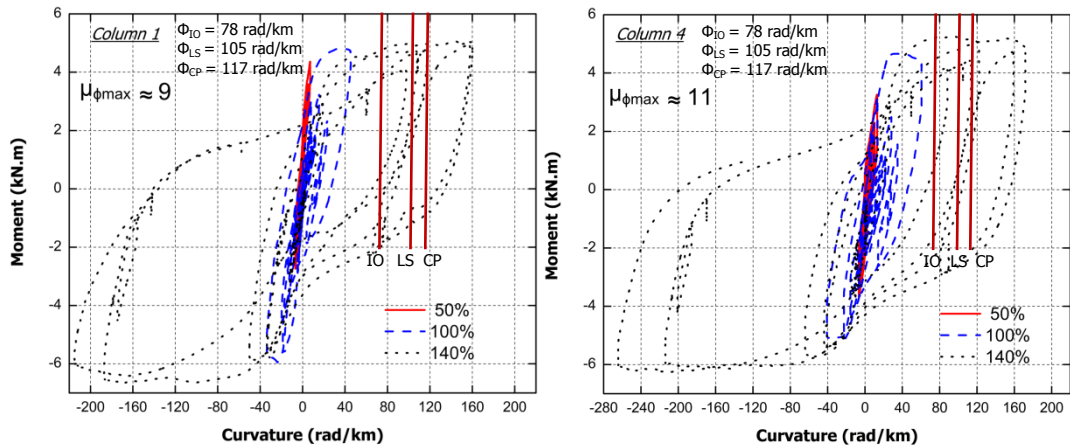 Column 1
ΦIO = 78 rad/km
ΦLS = 105 rad/km
ΦCP = 117 rad/km
μϕmax ≈ 9
6
4
2
0
-2
-4
-6
Moment (kN.m)
IO LS CP
50%
100%
140%
-200 -160 -120 -80 -40 0 40 80 120 160 200
Curvature (rad/km)
Column 4
ΦIO = 78 rad/km
ΦLS = 105 rad/km
ΦCP = 117 rad/km
μϕmax ≈ 11
6
4
2
0
-2
-4
-6
Moment (kN.m)
IO LS CP
50%
100%
140%
-280 -240 -200 -160 -120 -80 -40 0 40 80 120 160 200
Curvature (rad/km)